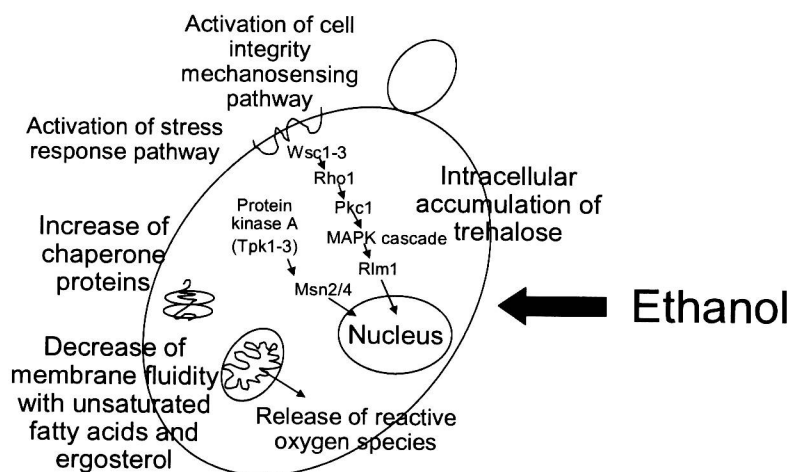 Activation of cell
integrity
mechanosensing
pathway
Activation of stress
response pathway
Wsc1-3
Rho1
Pkc1
MAPK cascade
Rlm1
Protein
kinase A
(Tpk1-3)
Msn2/4
Nucleus
Intracellular
accumulation of
trehalose
Increase of
chaperone
proteins
Ethanol
Decrease of
membrane fluidity
with unsaturated
fatty acids and
ergosterol
Release of reactive
oxygen species